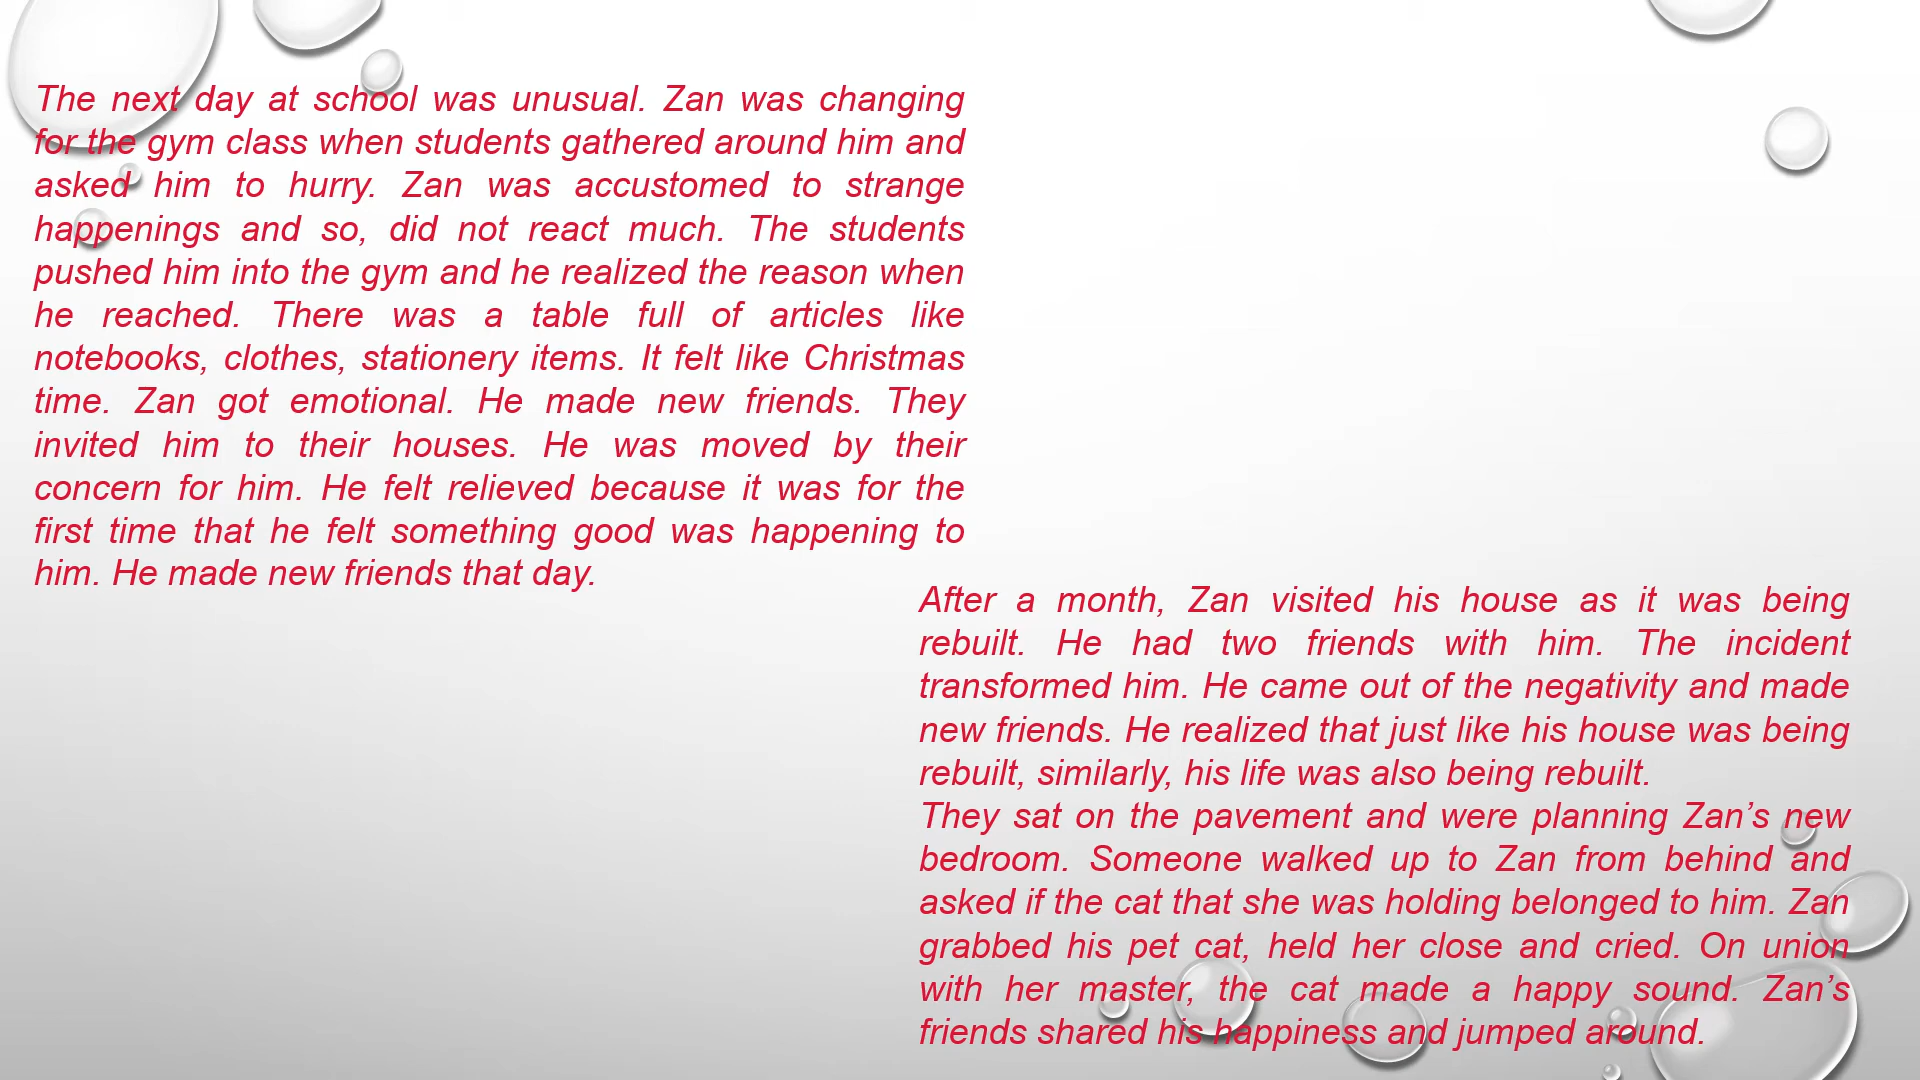 The next day at school was unusual. Zan was changing
for the gym class when students gathered around him and
asked him to hurry. Zan was accustomed to strange
happenings and so, did not react much. The students
pushed him into the gym and he realized the reason when
he reached. There was a table full of articles like
notebooks, clothes, stationery items. It felt like Christmas
time. Zan got emotional. He made new friends. They
invited him to their houses. He was moved by their
concern for him. He felt relieved because it was for the
first time that he felt something good was happening to
him. He made new friends that day.
After a month, Zan visited his house as it was being
rebuilt. He had two friends with him. The incident
transformed him. He came out of the negativity and made
new friends. He realized that just like his house was being
rebuilt, similarly, his life was also being rebuilt.
They sat on the pavement and were planning Zan’s new
bedroom. Someone walked up to Zan from behind and
asked if the cat that she was holding belonged to him. Zan
grabbed his pet cat, held her close and cried. On union
with her master, the cat made a happy sound. Zan’s
friends shared his happiness and jumped around.